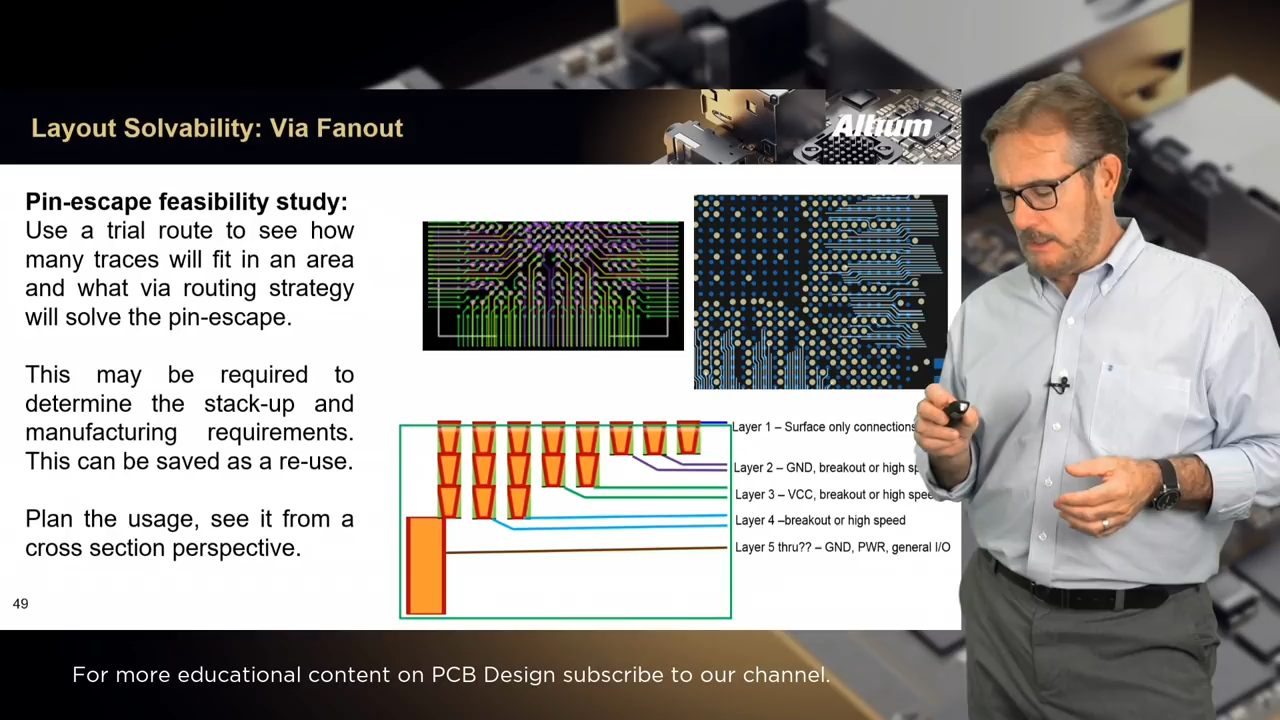 Layout Solvability: Via Fanout
Altium
Pin-escape feasibility study:
Use a trial route to see how
many traces will fit in an area
and what via routing strategy
will solve the pin-escape.
This may be required to
determine the stack-up and
manufacturing requirements.
This can be saved as a re-use.
Plan the usage, see it from a
cross section perspective.
Layer 1 – Surface only connections
Layer 2 – GND, breakout or high
Layer 3 – VCC, breakout or high
Layer 4 –breakout or high speed
Layer 5 thru?? – GND, PWR, general I/O
49
For more educational content on PCB Design subscribe to our channel.